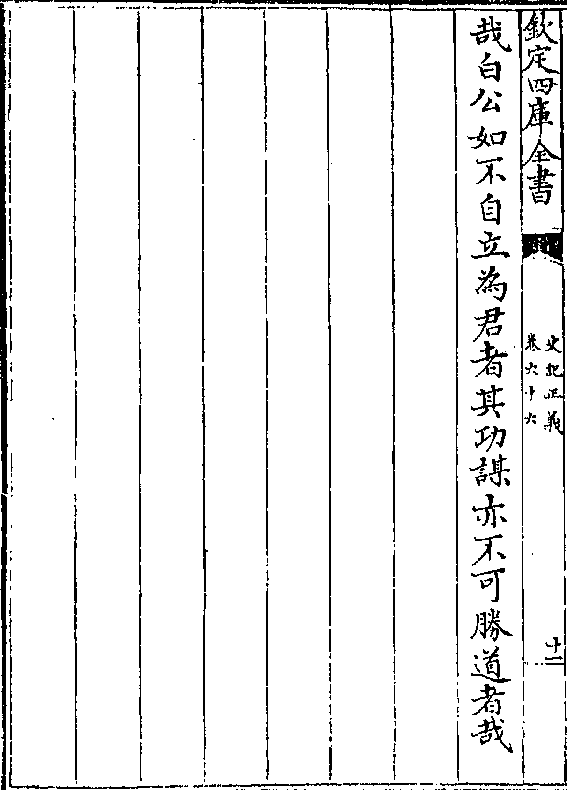 欽定四庫全書
史記正義
卷六十六
十一
哉白公如不自立為君者其功謀亦不可勝道者哉